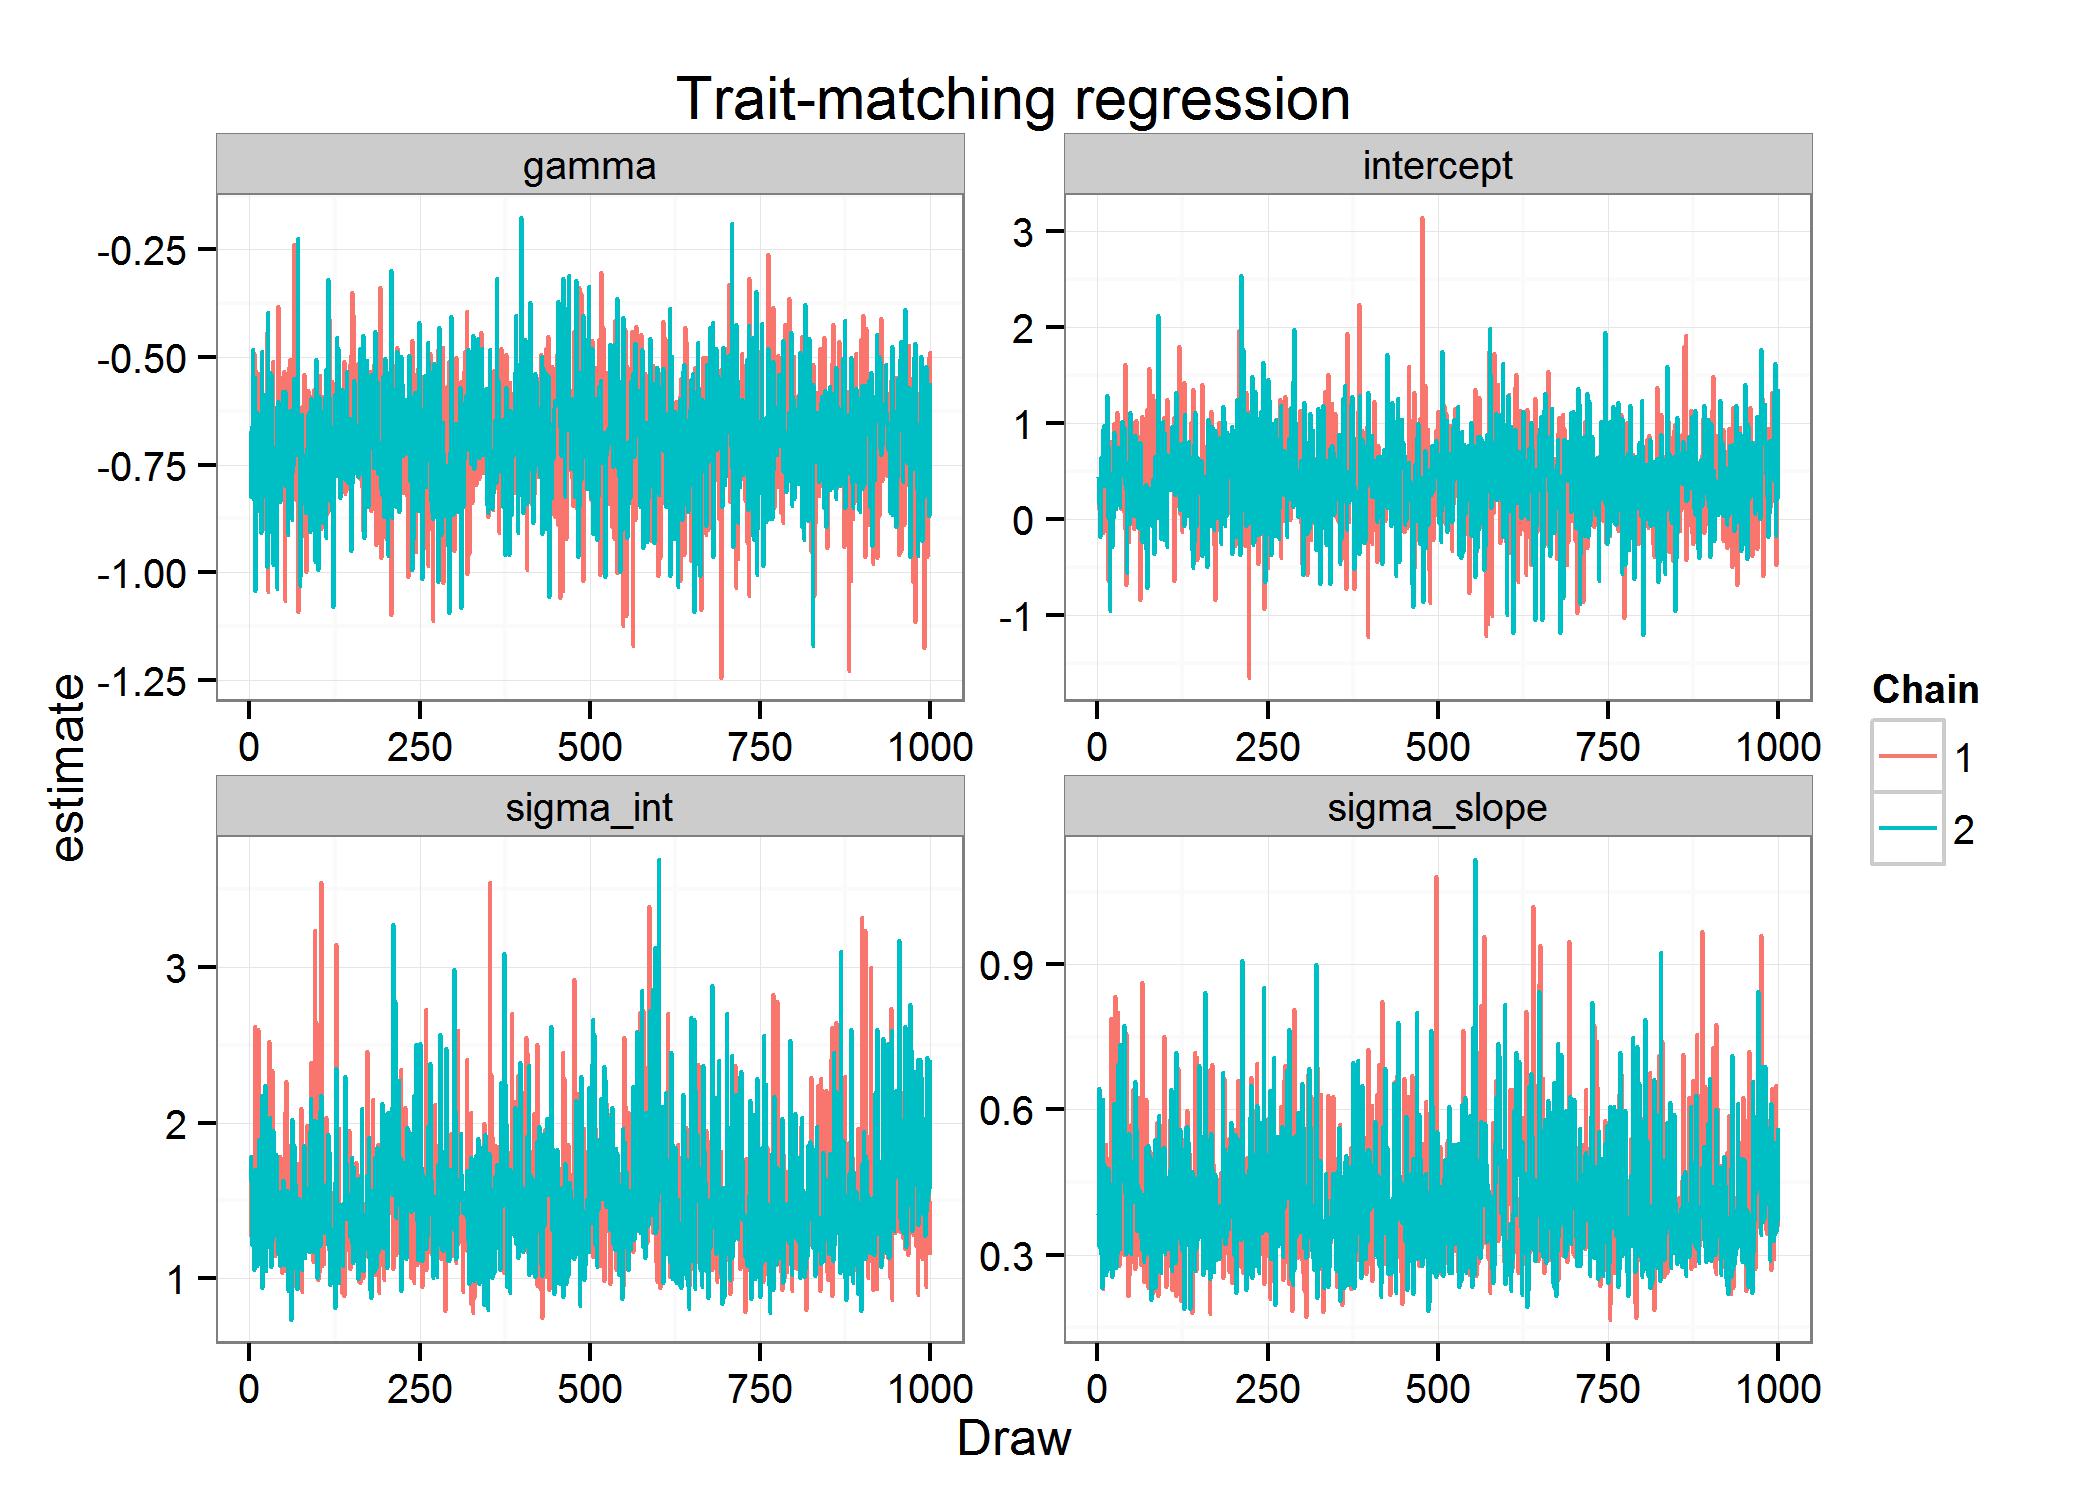 Trait-matching regression
gamma
intercept
-0.25
-0.50
-0.75
-1.00
-1.25
3
2
1
0
-1
0 250 500 750 1000
0 250 500 750 1000
sigma_int
sigma_slope
3
2
1
0.9
0.6
0.3
0 250 500 750 1000
0 250 500 750 1000
estimate
Draw
Chain
1
2